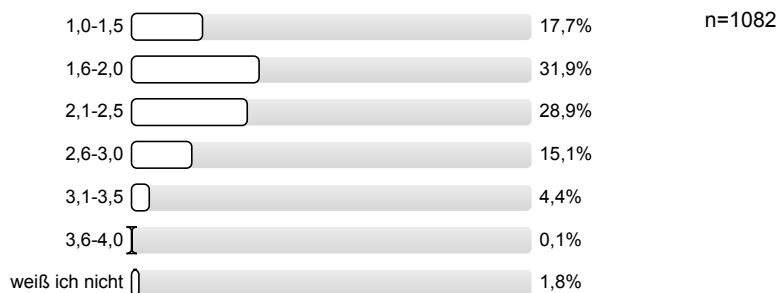 1,0-1,5 17,7% n=1082
1,6-2,0 31,9%
2,1-2,5 28,9%
2,6-3,0 15,1%
3,1-3,5 4,4%
3,6-4,0 0,1%
weiß ich nicht 1,8%